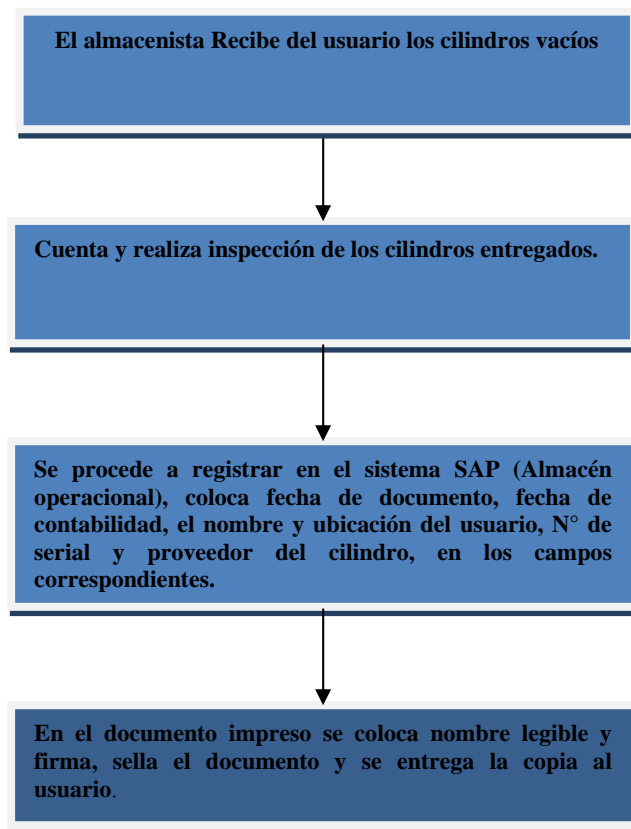 El almacenista Recibe del usuario los cilindros vacíos
Cuenta y realiza inspección de los cilindros entregados.
Se procede a registrar en el sistema SAP (Almacén
operacional), coloca fecha de documento, fecha de
contabilidad, el nombre y ubicación del usuario, N° de
serial y proveedor del cilindro, en los campos
correspondientes.
En el documento impreso se coloca nombre legible y
firma, sella el documento y se entrega la copia al
usuario.